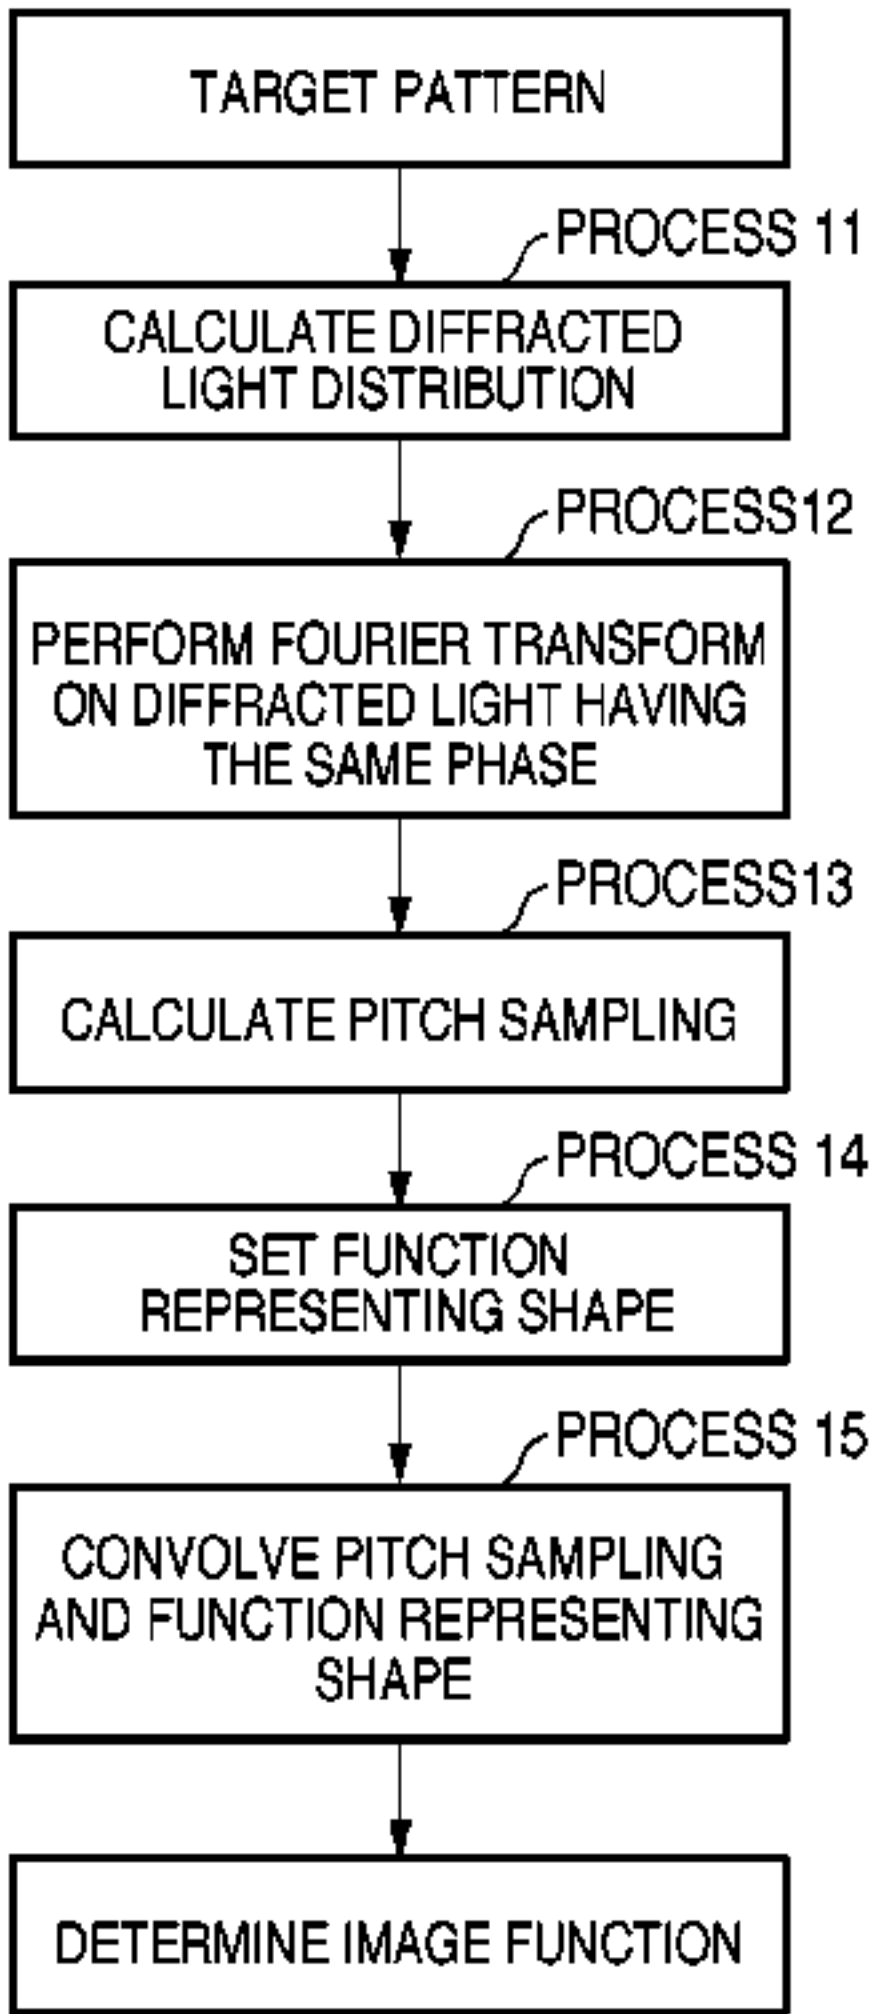 TARGET PATTERN
PROCESS 11
CALCULATE DIFFRACTED
LIGHT DISTRIBUTION
PROCESS12
PERFORM FOURIER TRANSFORM
ON DIFFRACTED LIGHT HAVING
THE SAME PHASE
PROCESS13
CALCULATE PITCH SAMPLING
PROCESS 14
SET FUNCTION
REPRESENTING SHAPE
PROCESS 15
CONVOLVE PITCH SAMPLING
AND FUNCTION REPRESENTING
SHAPE
DETERMINE IMAGE FUNCTION